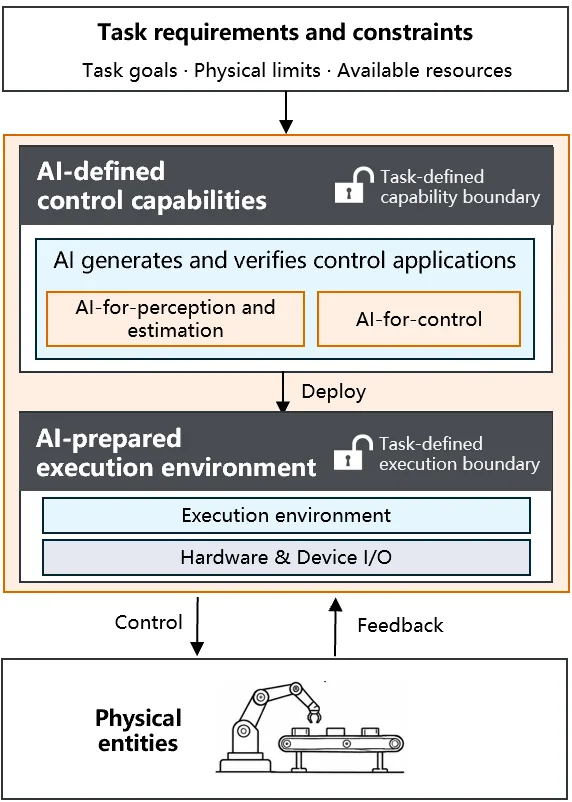 Task requirements and constraints
Task goals · Physical limits · Available resources
AI-defined
control capabilities
Task-defined
capability boundary
AI generates and verifies control applications
AI-for-perception and
estimation
AI-for-control
Deploy
AI-prepared
execution environment
Task-defined
execution boundary
Execution environment
Hardware & Device I/O
Control
Feedback
Physical
entities